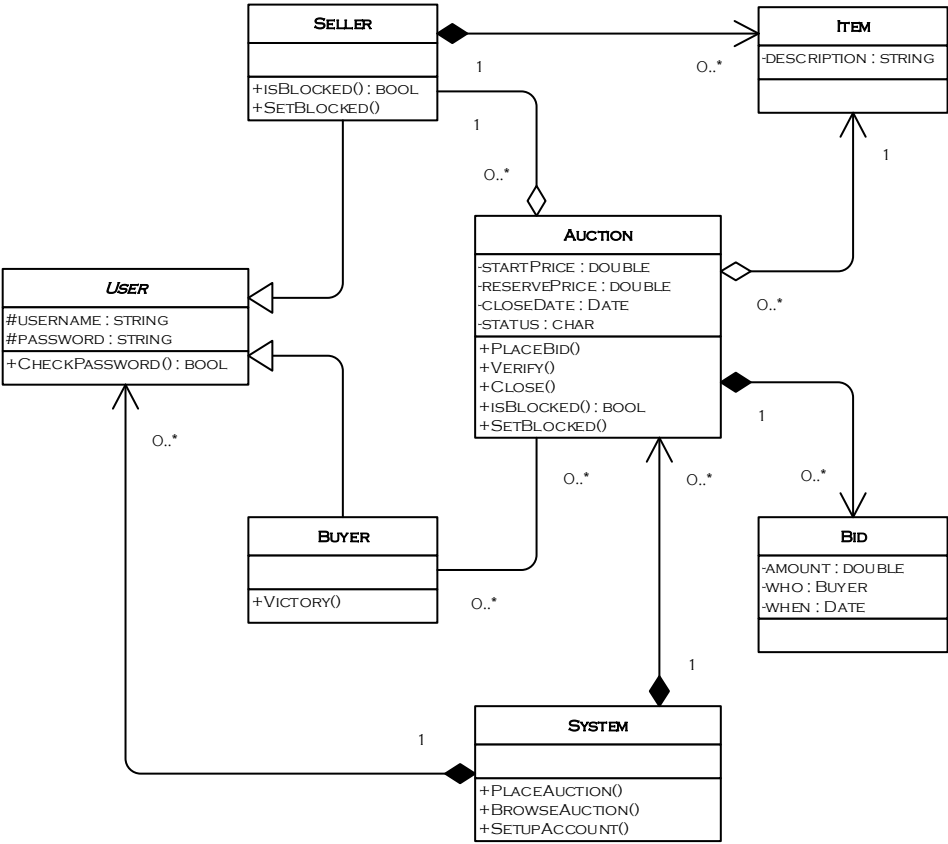 Seller
+isBlocked() : bool
+SetBlocked()
Item
-description : string
1
0..*
1
0..*
1
0..*
Auction
-startPrice : double
-reservePrice : double
-closeDate : Date
-status : char
+PlaceBid()
+Verify()
+Close()
+isBlocked() : bool
+SetBlocked()
User
#username : string
#password : string
+CheckPassword() : bool
0..*
1
0..*
0..*
0..*
Buyer
+Victory()
0..*
Bid
-amount : double
-who : Buyer
-when : Date
1
1
System
+PlaceAuction()
+BrowseAuction()
+SetupAccount()